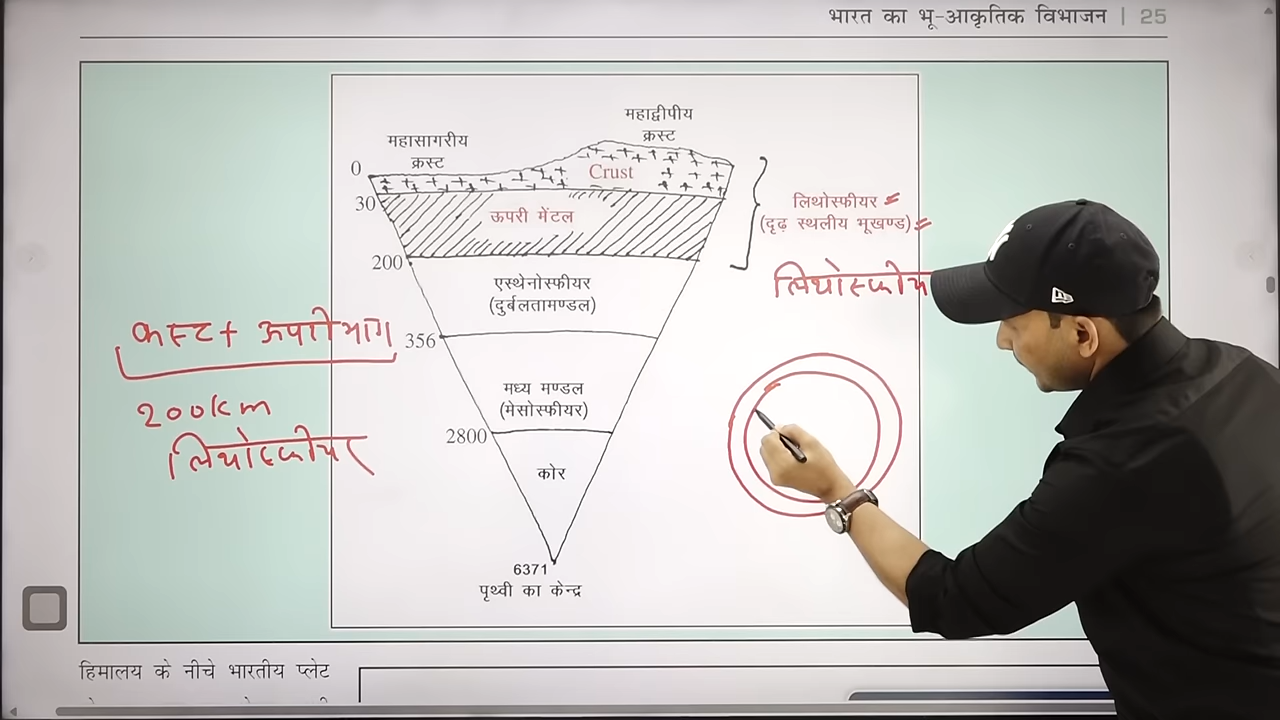 भारत का भू-आकृतिक विभाजन | 25
महाद्वीपीय
क्रस्ट
महासागरीय
क्रस्ट
0
Crust
30
ऊपरी मेंटल
लिथोस्फीयर
(दृढ़ स्थलीय भूखण्ड)
200
एस्थेनोस्फीयर
(दुर्बलतामण्डल)
लिथोस्फीय
क्रस्ट + ऊपरी भाग
356
मध्य मण्डल
(मेसोस्फीयर)
200km
लिथोस्फीयर
2800
कोर
6371
पृथ्वी का केन्द्र
हिमालय के नीचे भारतीय प्लेट